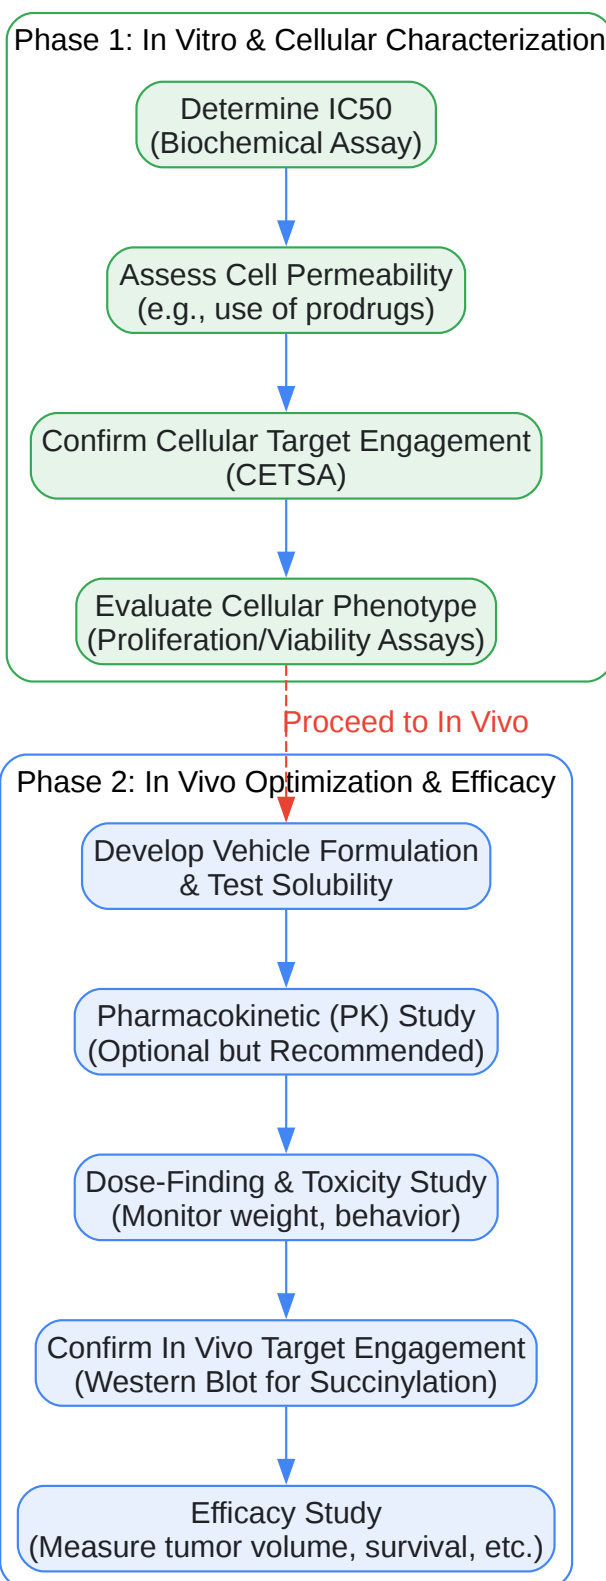 Phase 1: In Vitro & Cellular Characterization
Determine IC50
(Biochemical Assay)
Assess Cell Permeability
(e.g., use of prodrugs)
Confirm Cellular Target Engagement
(CETSA)
Evaluate Cellular Phenotype
(Proliferation/Viability Assays)
Proceed to In Vivo
Phase 2: In Vivo Optimization & Efficacy
Develop Vehicle Formulation
& Test Solubility
Pharmacokinetic (PK) Study
(Optional but Recommended)
Dose-Finding & Toxicity Study
(Monitor weight, behavior)
Confirm In Vivo Target Engagement
(Western Blot for Succinylation)
Efficacy Study
(Measure tumor volume, survival, etc.)